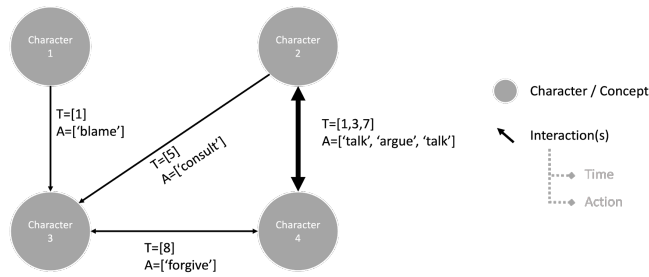 Character
1
Character
2
T=[1]
A=['blame']
T=[5]
A=['consult']
T=[1,3,7]
A=['talk', 'argue', 'talk']
Character
3
Character
4
T=[8]
A=['forgive']
Character / Concept
Interaction(s)
Time
Action